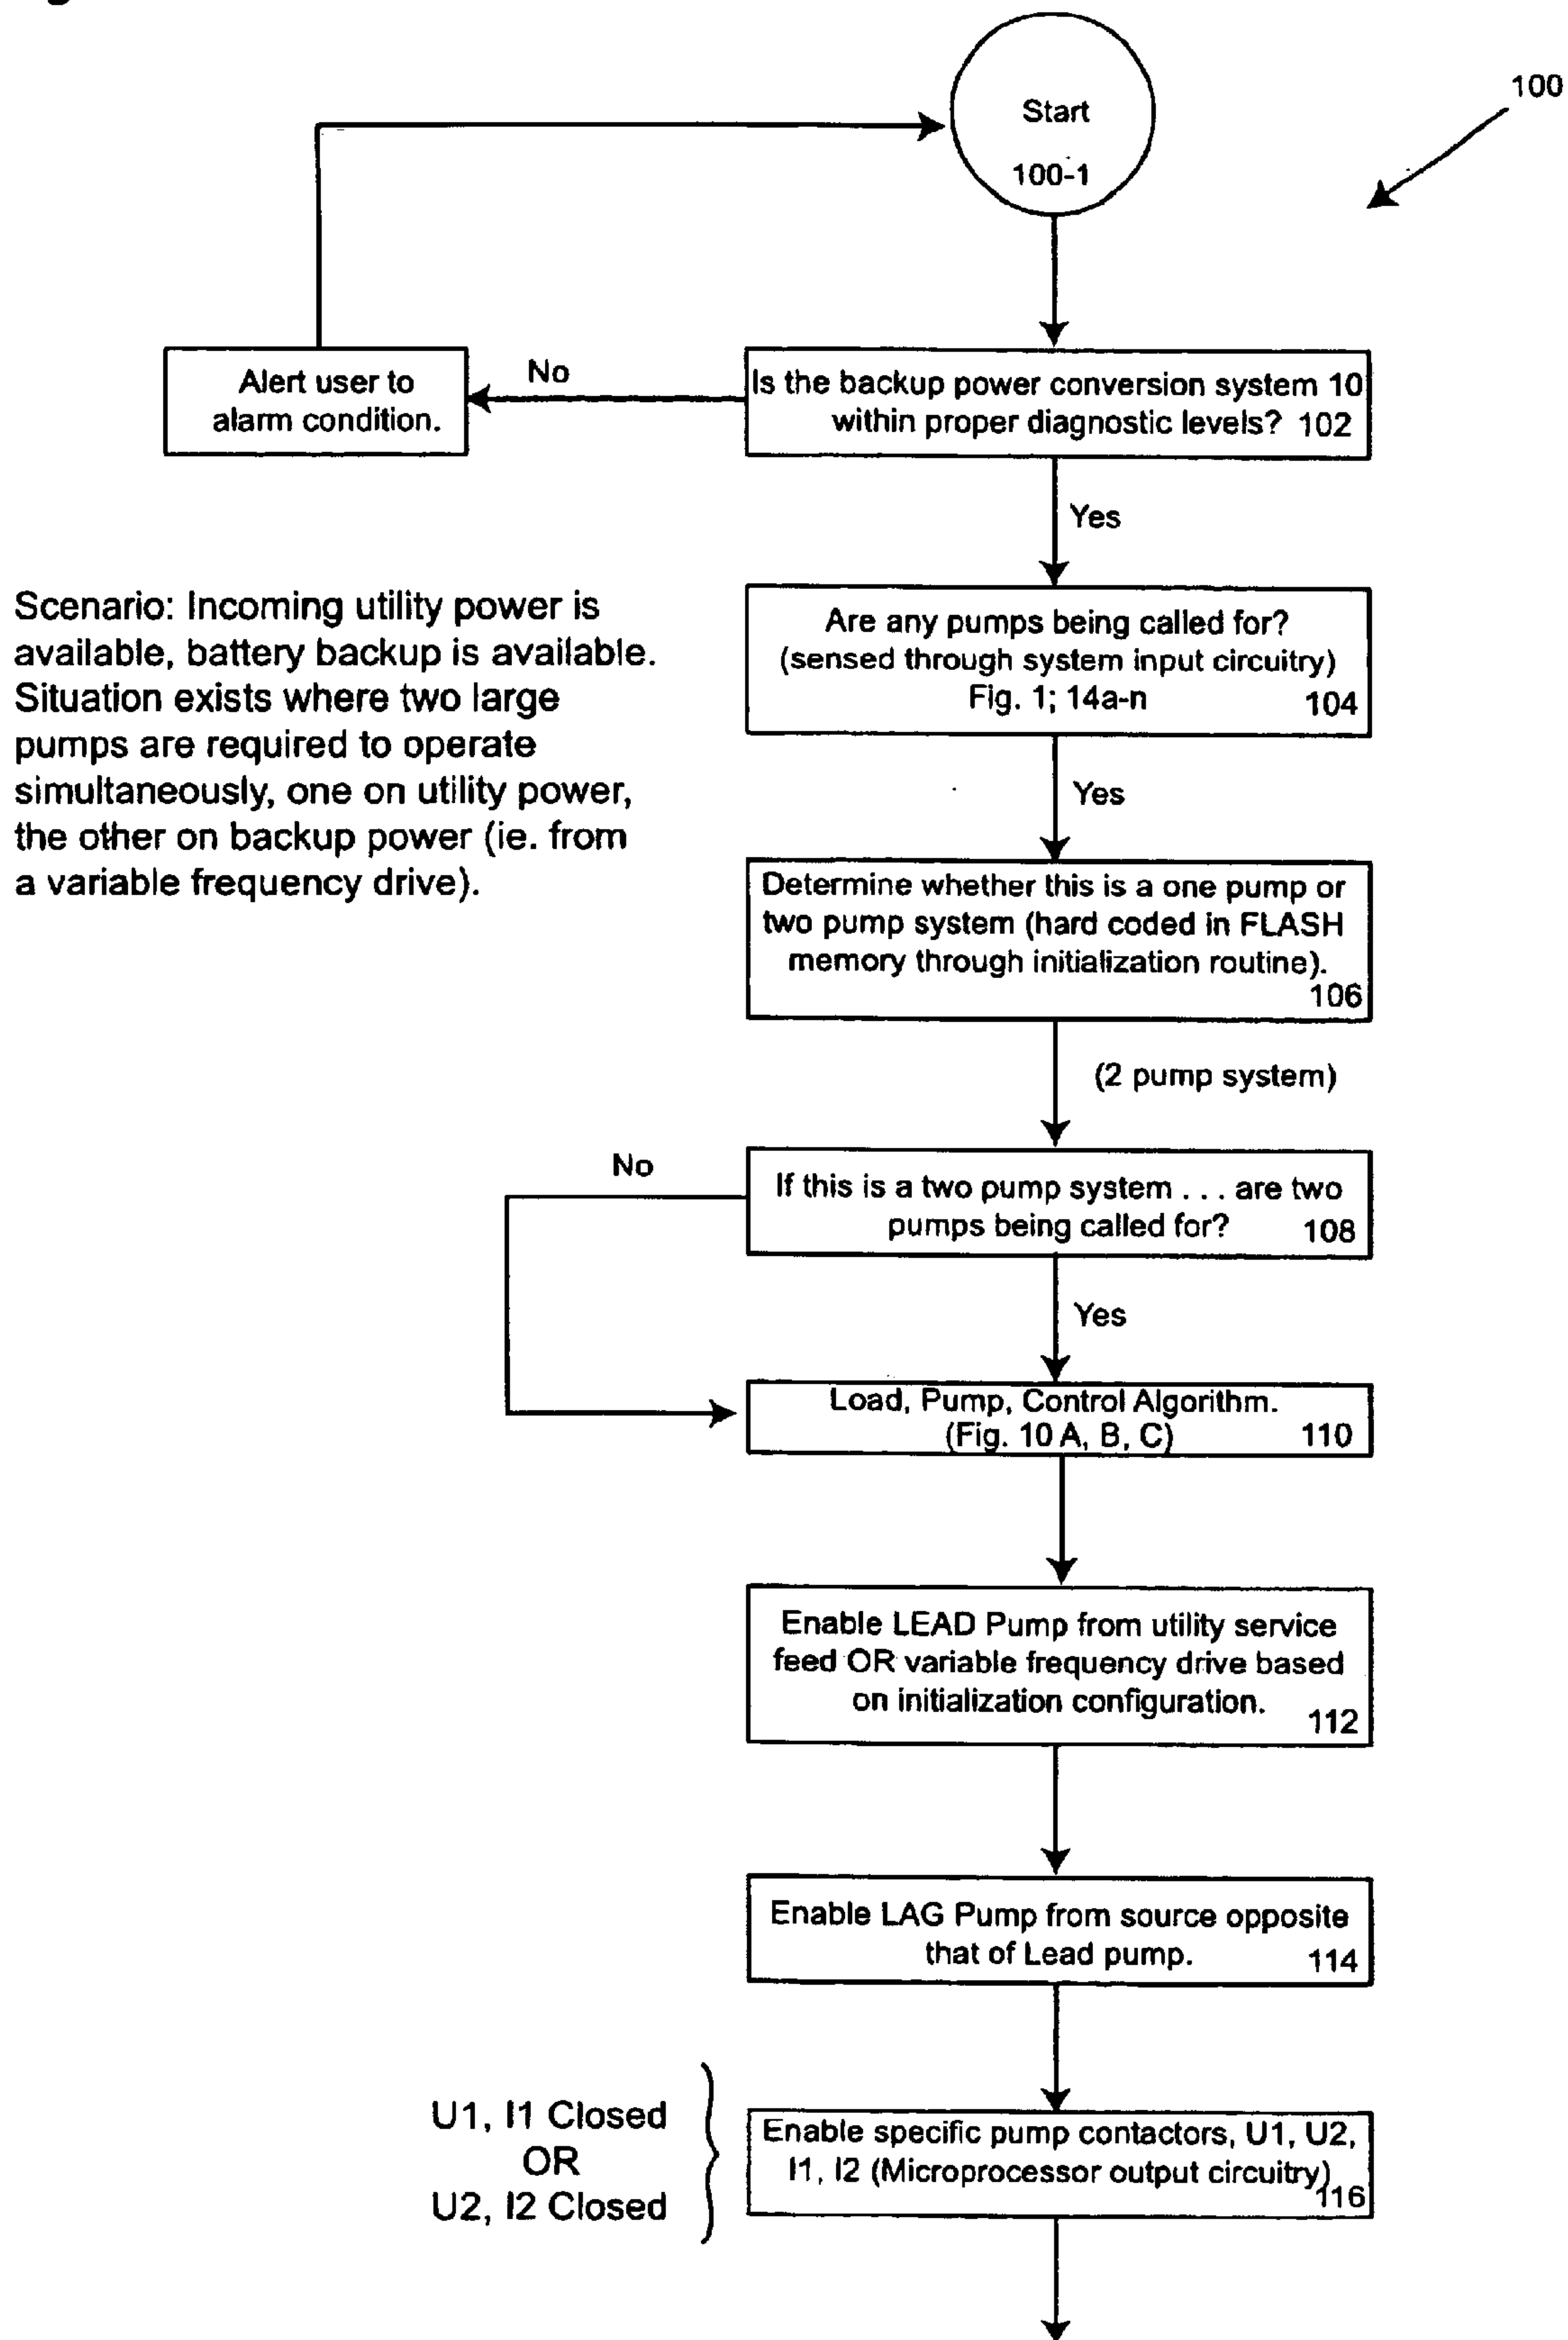 Start
100-1
100
Alert user to
alarm condition.
No
Is the backup power conversion system 10
within proper diagnostic levels? 102
Yes
Scenario: Incoming utility power is
available, battery backup is available.
Situation exists where two large
pumps are required to operate
simultaneously, one on utility power,
the other on backup power (ie. from
a variable frequency drive).
Are any pumps being called for?
(sensed through system input circuitry)
Fig. 1; 14a-n 104
Yes
Determine whether this is a one pump or
two pump system (hard coded in FLASH
memory through initialization routine).
106
(2 pump system)
No
If this is a two pump system . . . are two
pumps being called for? 108
Yes
Load, Pump, Control Algorithm.
(Fig. 10 A, B, C) 110
Enable LEAD Pump from utility service
feed OR variable frequency drive based
on initialization configuration. 112
Enable LAG Pump from source opposite
that of Lead pump. 114
U1, I1 Closed
OR
U2, I2 Closed
Enable specific pump contactors, U1, U2,
I1, I2 (Microprocessor output circuitry)
116